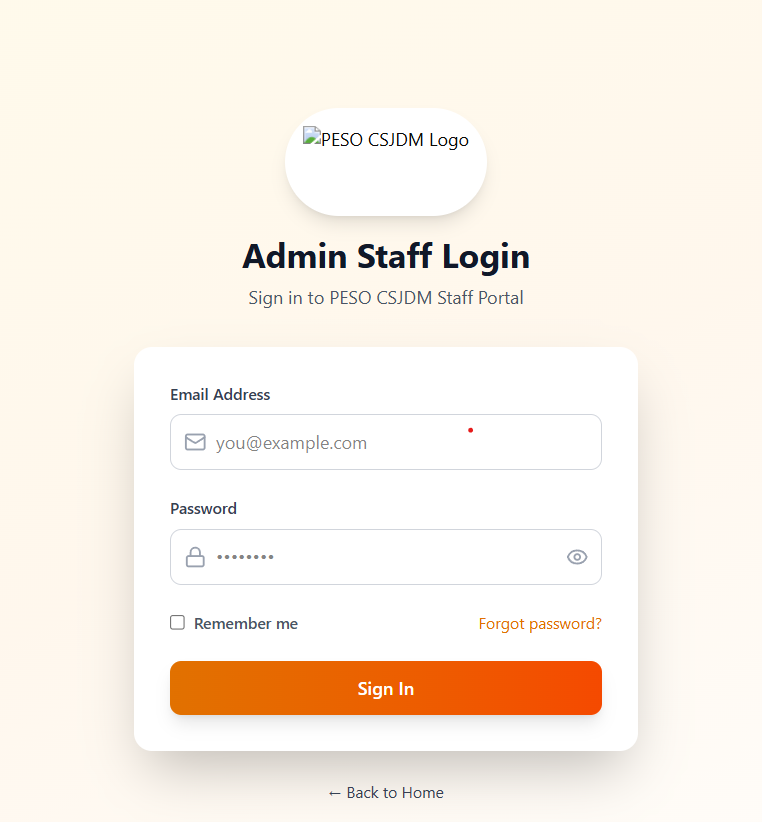 PESO CSJDM Logo
Admin Staff Login
Sign in to PESO CSJDM Staff Portal
Email Address
you@example.com
Password
••••••••
Remember me
Forgot password?
Sign In
← Back to Home